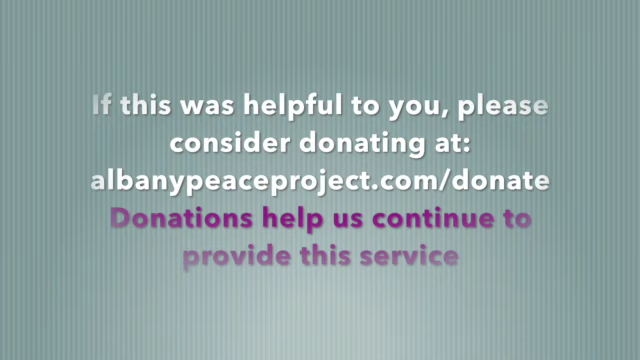 If this was helpful to you, please
consider donating at:
albanypeaceproject.com/donate
Donations help us continue to
provide this service